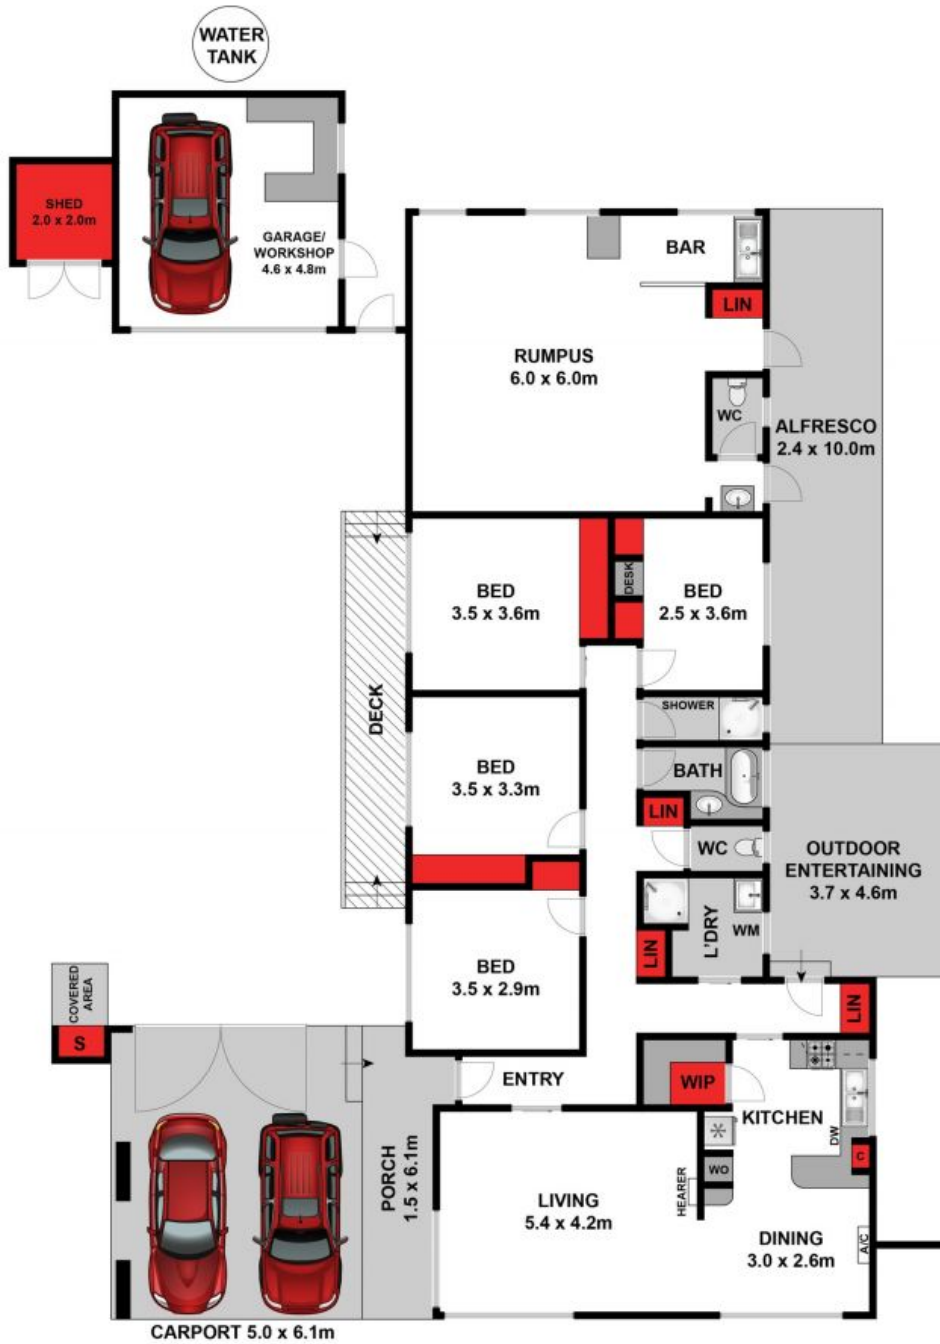 WATER
TANK
SHED
2.0 x 2.0m
GARAGE/
WORKSHOP
4.6 x 4.8m
BAR
LIN
RUMPUS
6.0 x 6.0m
WC
ALFRESCO
2.4 x 10.0m
BED
3.5 x 3.6m
DESK
BED
2.5 x 3.6m
DECK
SHOWER
BED
3.5 x 3.3m
BATH
LIN
WC
OUTDOOR
ENTERTAINING
3.7 x 4.6m
L'DRY
WM
LIN
BED
3.5 x 2.9m
COVERED
AREA
LIN
S
WIP
ENTRY
KITCHEN
DW
C
WO
PORCH
1.5 x 6.1m
HEARER
LIVING
5.4 x 4.2m
DINING
3.0 x 2.6m
A/C
CARPORT 5.0 x 6.1m